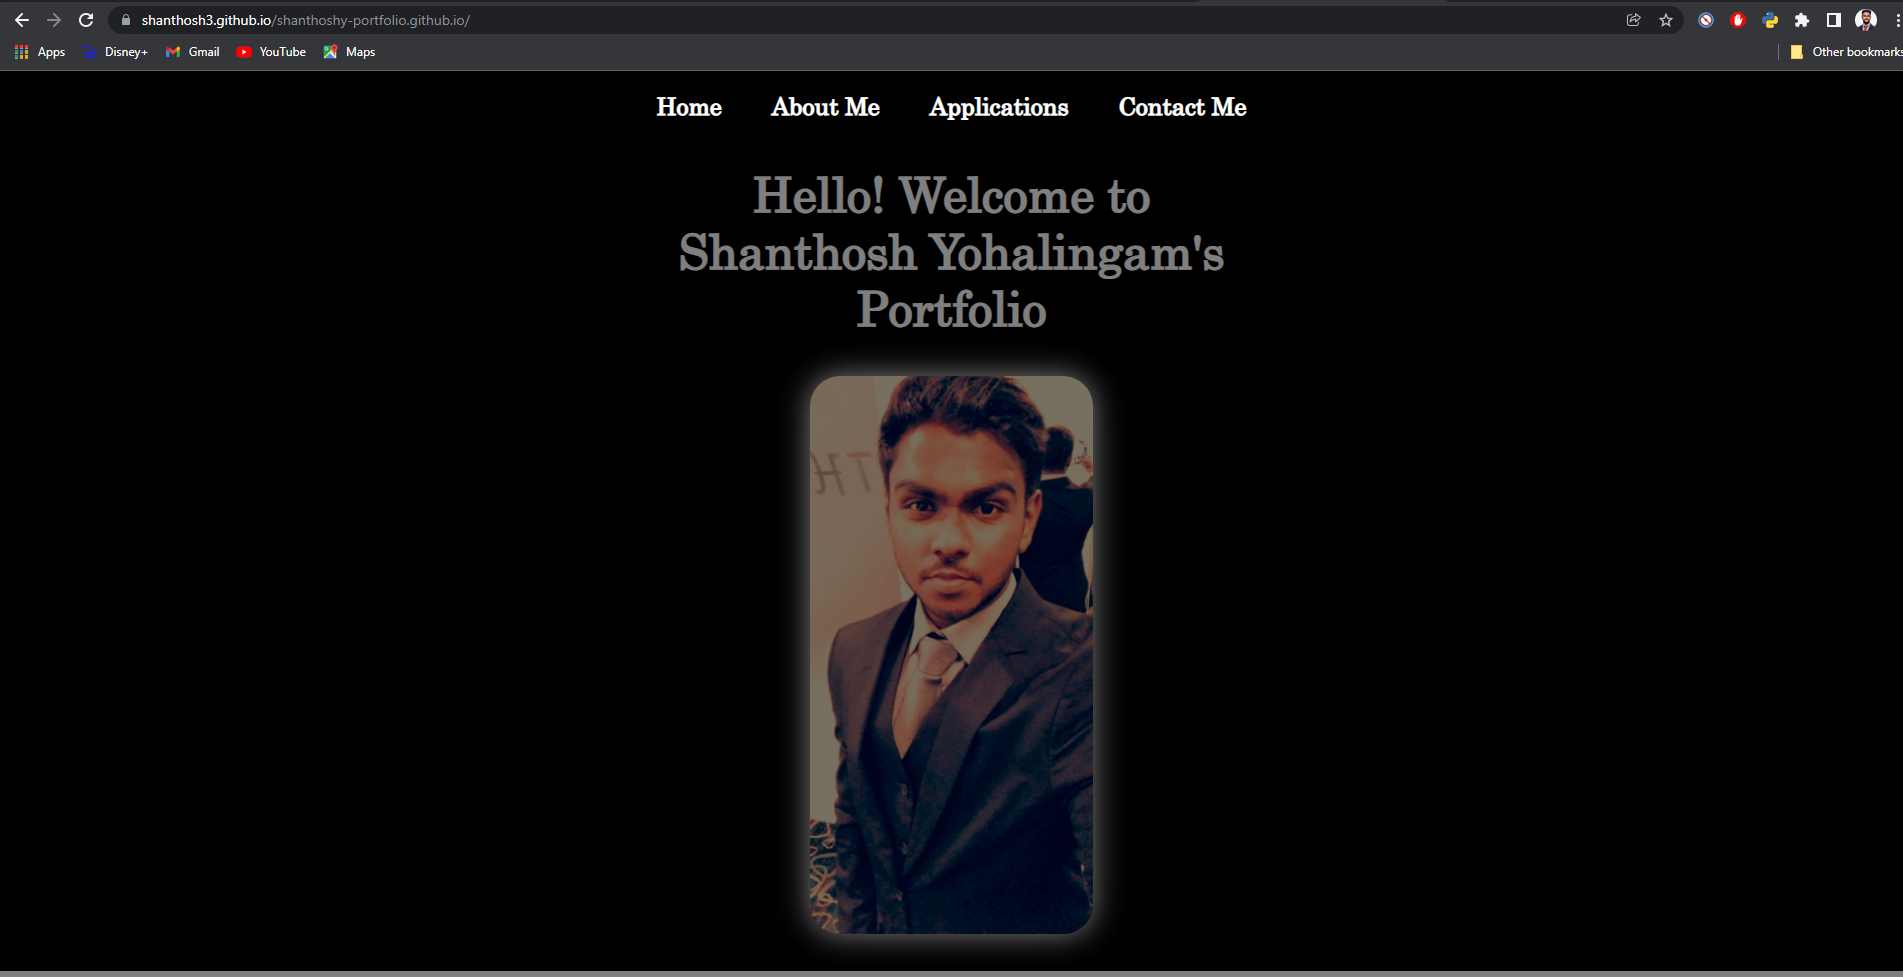 shanthosh3.github.io/shanthoshy-portfolio.github.io/
Apps Disney+ Gmail YouTube Maps Other bookmarks
Home About Me Applications Contact Me
Hello! Welcome to
Shanthosh Yohalingam's
Portfolio